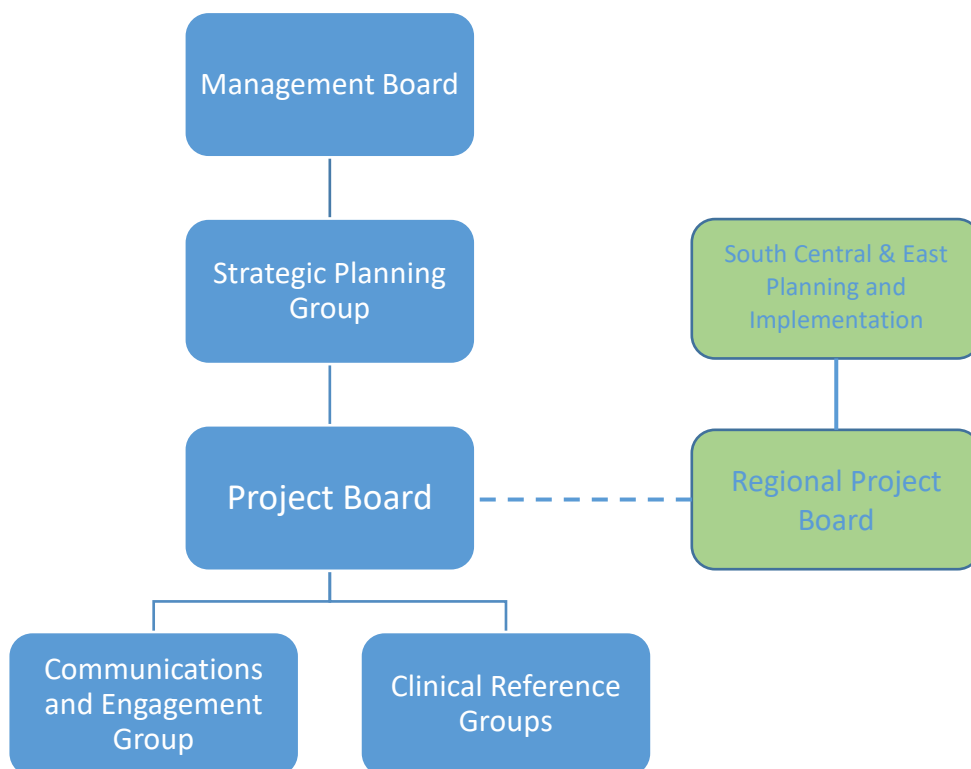 Management Board
Strategic Planning
Group
South Central & East
Planning and
Implementation
Project Board
Regional Project
Board
Communications
and Engagement
Group
Clinical Reference
Groups